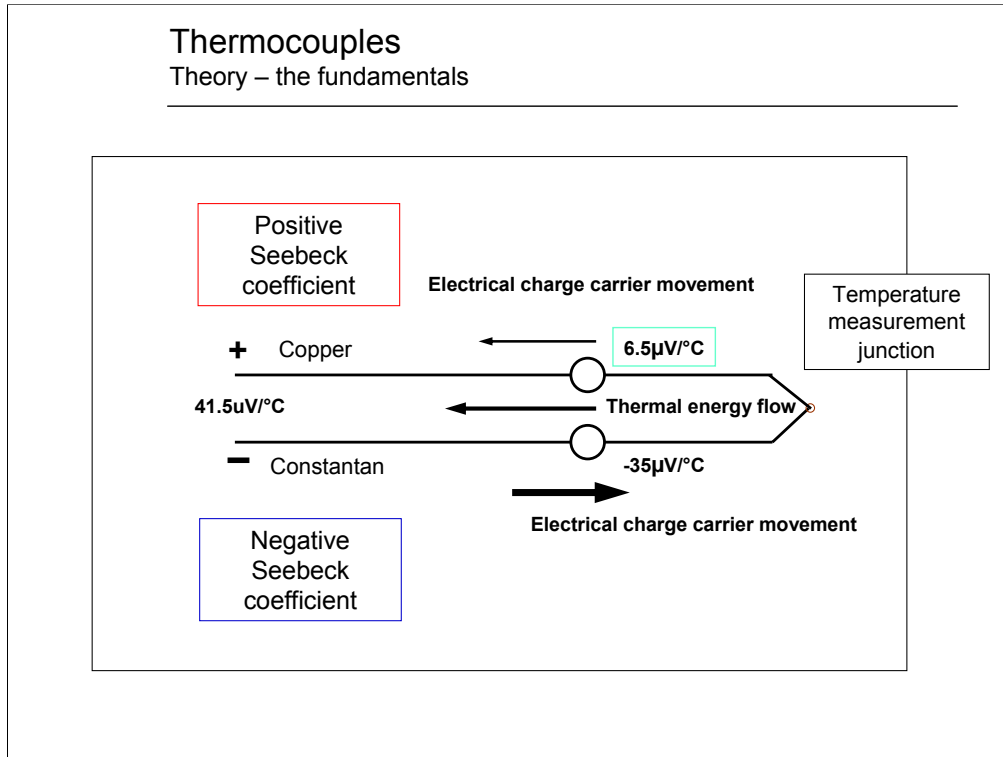 Thermocouples
Theory – the fundamentals
Positive
Seebeck
coefficient
Electrical charge carrier movement
Temperature
measurement
junction
+ Copper
6.5µV/°C
41.5uV/°C
Thermal energy flow
− Constantan
-35µV/°C
Electrical charge carrier movement
Negative
Seebeck
coefficient